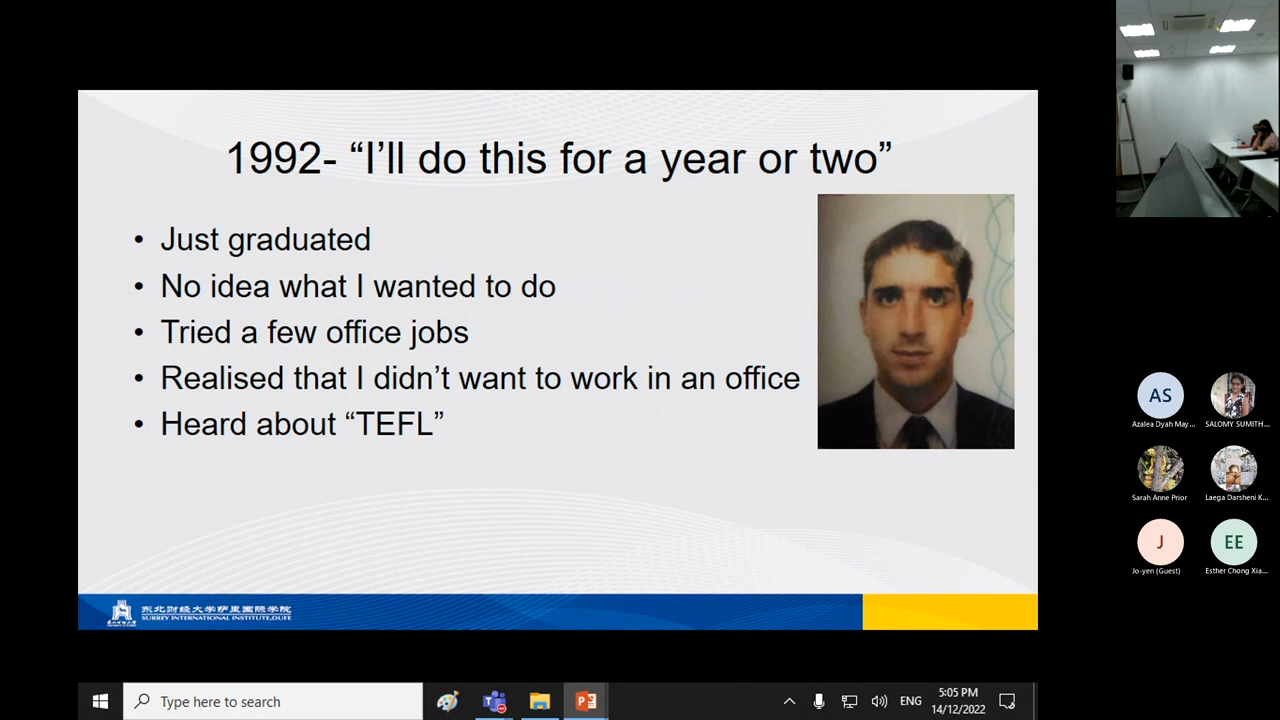 1992- “I’ll do this for a year or two”
• Just graduated
• No idea what I wanted to do
• Tried a few office jobs
• Realised that I didn’t want to work in an office
• Heard about “TEFL”
东北财经大学萨里国际学院
SURREY INTERNATIONAL INSTITUTE,DUFE
AS
Azalea Dyah May...
SALOMY SUMITH...
Sarah Anne Prior
Laega Darsheni K...
J
EE
Jo-yen (Guest)
Esther Chong Xia...
Type here to search
ENG
5:05 PM
14/12/2022